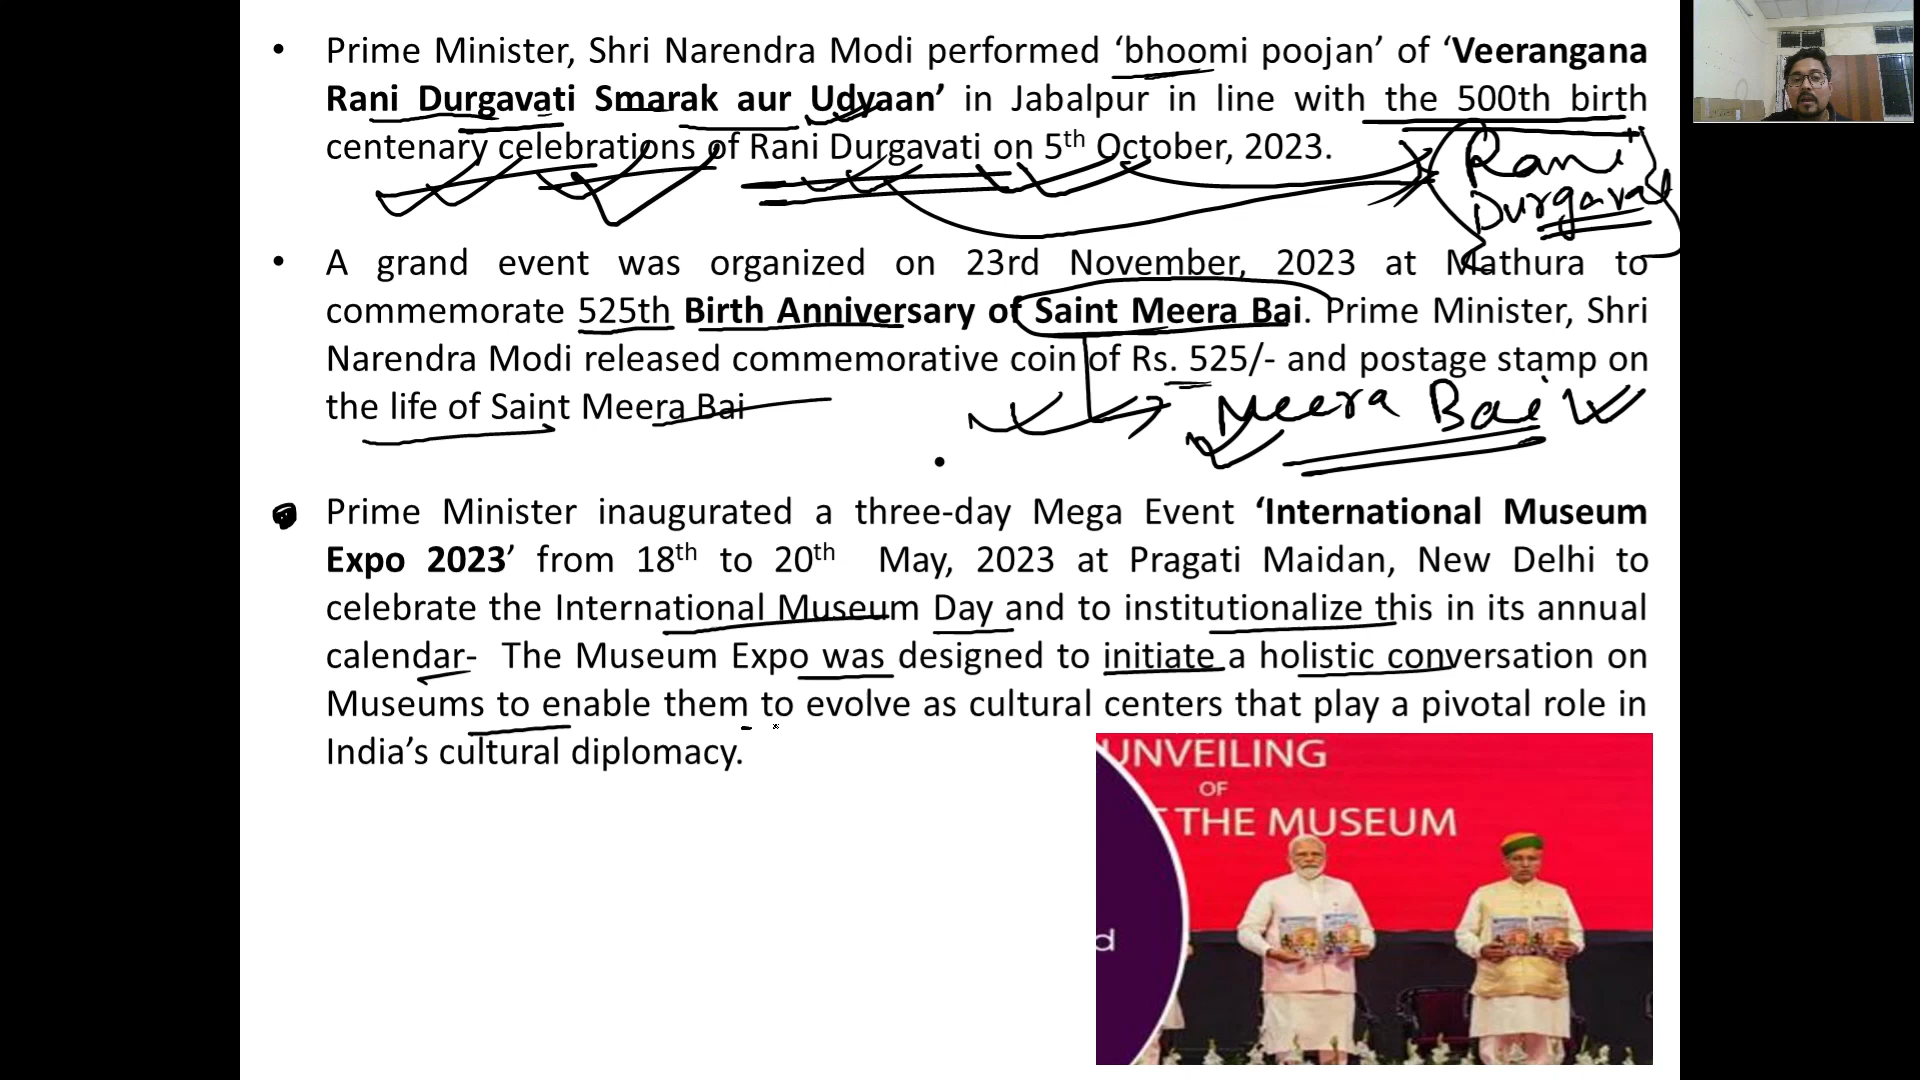 • Prime Minister, Shri Narendra Modi performed ‘bhoomi poojan’ of ‘Veerangana
Rani Durgavati Smarak aur Udyaan’ in Jabalpur in line with the 500th birth
centenary celebrations of Rani Durgavati on 5th October, 2023.
Rani
Durgavati
• A grand event was organized on 23rd November, 2023 at Mathura to
commemorate 525th Birth Anniversary of Saint Meera Bai. Prime Minister, Shri
Narendra Modi released commemorative coin of Rs. 525/- and postage stamp on
the life of Saint Meera Bai
Meera Bai
• Prime Minister inaugurated a three-day Mega Event ‘International Museum
Expo 2023’ from 18th to 20th May, 2023 at Pragati Maidan, New Delhi to
celebrate the International Museum Day and to institutionalize this in its annual
calendar- The Museum Expo was designed to initiate a holistic conversation on
Museums to enable them to evolve as cultural centers that play a pivotal role in
India’s cultural diplomacy.
UNVEILING
OF
THE MUSEUM
d